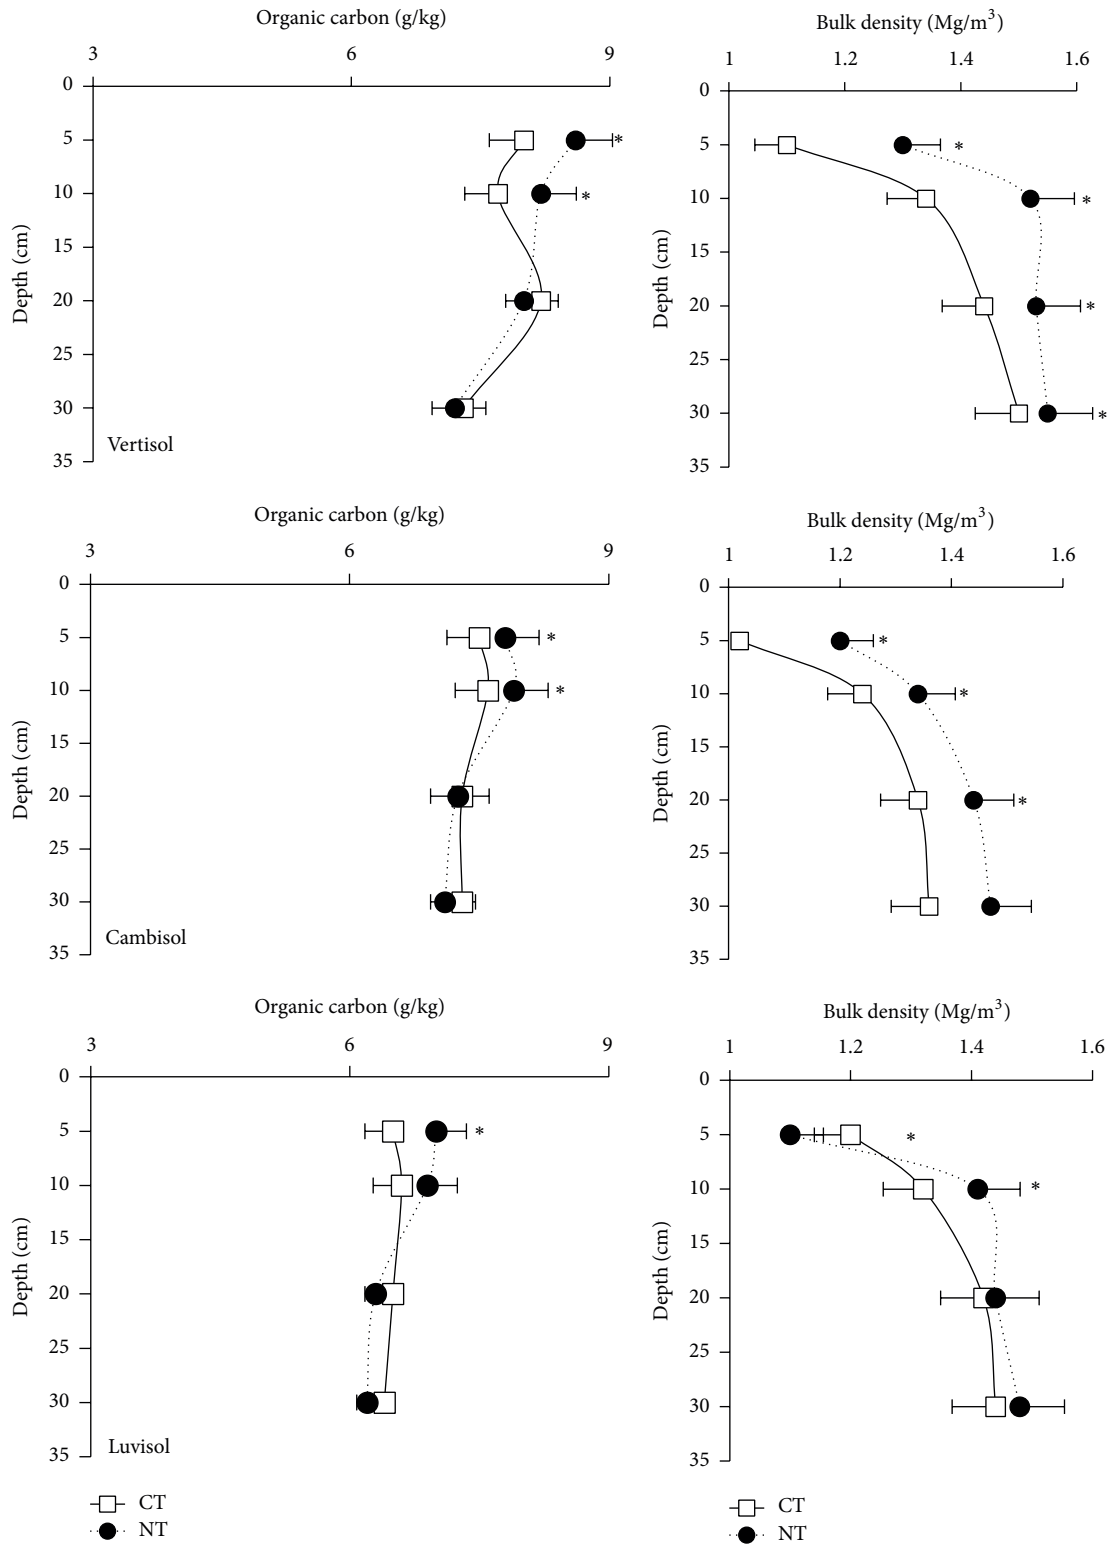 Organic carbon (g/kg)
3 6 9
0
5 *
10 *
15
20
25
30
35
Depth (cm)
Vertisol
Bulk density (Mg/m³)
1 1.2 1.4 1.6
0
5 *
10 *
15
20 *
25
30 *
35
Depth (cm)
Organic carbon (g/kg)
3 6 9
0
5 *
10 *
15
20
25
30
35
Depth (cm)
Cambisol
Bulk density (Mg/m³)
1 1.2 1.4 1.6
0
5 *
10 *
15
20 *
25
30
35
Depth (cm)
Organic carbon (g/kg)
3 6 9
0
5 *
10
15
20
25
30
35
Depth (cm)
Luvisol
CT
NT
Bulk density (Mg/m³)
1 1.2 1.4 1.6
0
5 *
10 *
15
20
25
30
35
Depth (cm)
CT
NT